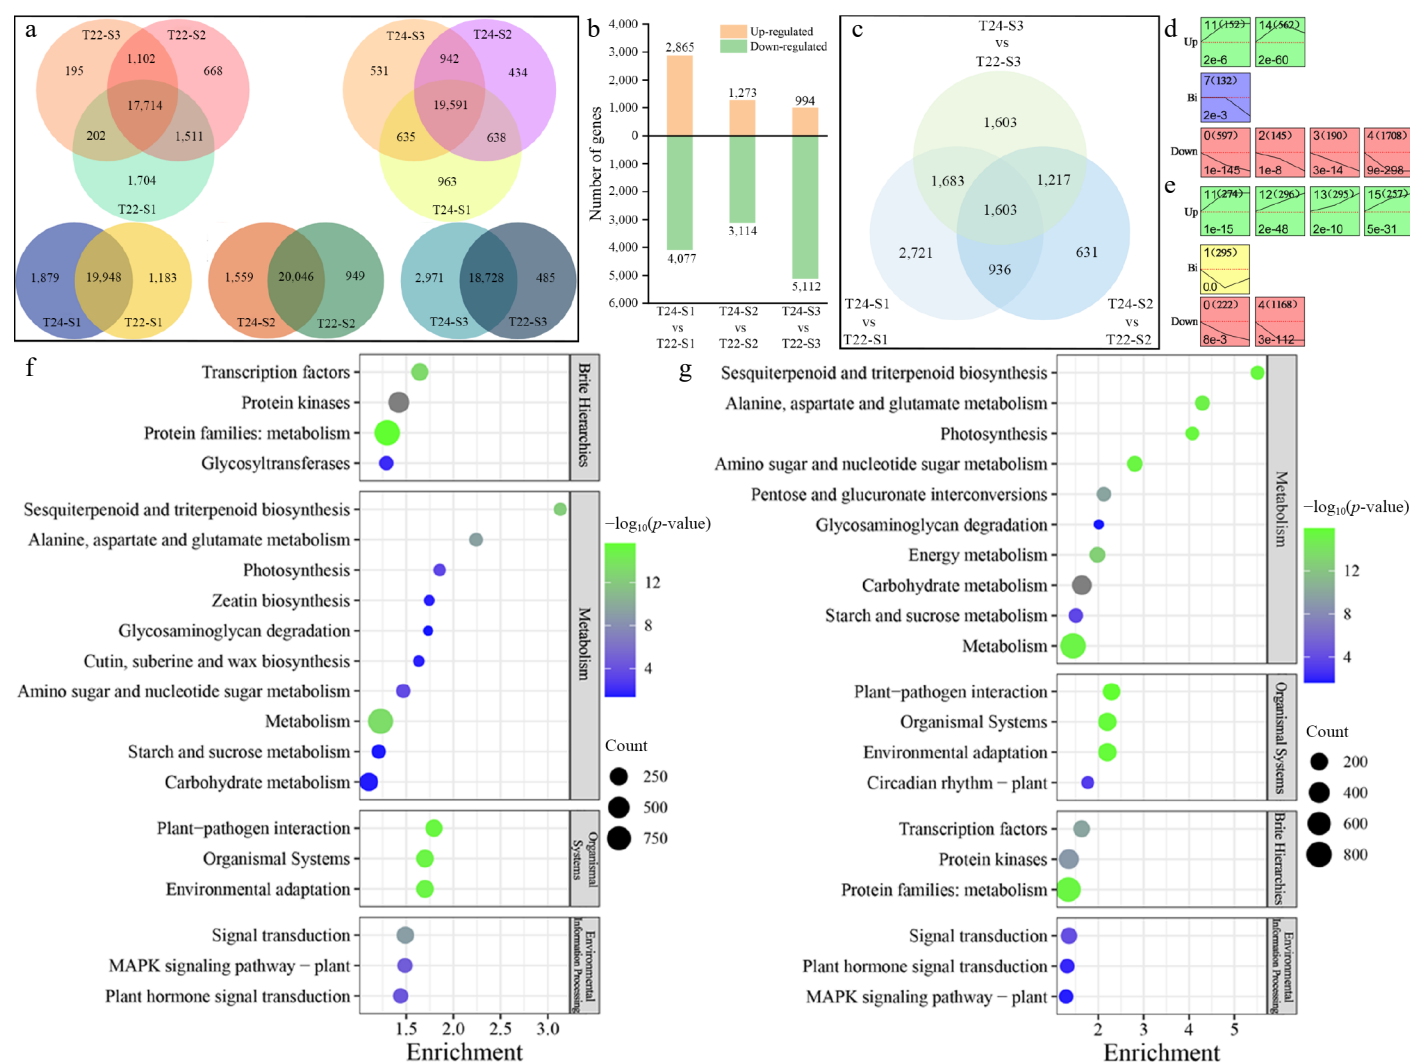 a
T22-S3
T22-S2
195
1.102
668
17,714
202
1,511
1.704
T22-S1
T24-S3
T24-S2
531
942
434
19,591
635
638
963
T24-S1
1,879
19,948
1,183
T24-S1
T22-S1
1,559
20,046
949
T24-S2
T22-S2
2,971
18,728
485
T24-S3
T22-S3
b
Number of genes
4,000
3,000
2,000
1,000
0
1,000
2,000
3,000
4,000
5,000
6,000
Up-regulated
Down-regulated
2,865
1,273
994
4,077
3,114
5,112
T24-S1
vs
T22-S1
T24-S2
vs
T22-S2
T24-S3
vs
T22-S3
c
T24-S3
vs
T22-S3
1,603
1,683
1,217
1,603
2,721
936
631
T24-S1
vs
T22-S1
T24-S2
vs
T22-S2
d
Up
11(152)
2e-6
14(562)
2e-60
Bi
7(132)
2e-3
Down
0(597)
1e-145
2(145)
1e-8
3(190)
3e-14
4(1708)
9e-298
e
Up
11(274)
1e-15
12(296)
2e-48
13(295)
2e-10
15(257)
5e-31
Bi
1(295)
0.0
Down
0(222)
8e-3
4(1168)
3e-112
f
Transcription factors
Protein kinases
Protein families: metabolism
Glycosyltransferases
Brite Hierarchies
Sesquiterpenoid and triterpenoid biosynthesis
Alanine, aspartate and glutamate metabolism
Photosynthesis
Zeatin biosynthesis
Glycosaminoglycan degradation
Cutin, suberine and wax biosynthesis
Amino sugar and nucleotide sugar metabolism
Metabolism
Starch and sucrose metabolism
Carbohydrate metabolism
Metabolism
Plant−pathogen interaction
Organismal Systems
Environmental adaptation
Organismal
Systems
Signal transduction
MAPK signaling pathway − plant
Plant hormone signal transduction
Environmental
Information Processing
1.5 2.0 2.5 3.0
Enrichment
−log10(p-value)
12
8
4
Count
250
500
750
g
Sesquiterpenoid and triterpenoid biosynthesis
Alanine, aspartate and glutamate metabolism
Photosynthesis
Amino sugar and nucleotide sugar metabolism
Pentose and glucuronate interconversions
Glycosaminoglycan degradation
Energy metabolism
Carbohydrate metabolism
Starch and sucrose metabolism
Metabolism
Metabolism
Plant−pathogen interaction
Organismal Systems
Environmental adaptation
Circadian rhythm − plant
Organismal Systems
Transcription factors
Protein kinases
Protein families: metabolism
Brite Hierarchies
Signal transduction
Plant hormone signal transduction
MAPK signaling pathway − plant
Environmental
Information Processing
2 3 4 5
Enrichment
−log10(p-value)
12
8
4
Count
200
400
600
800